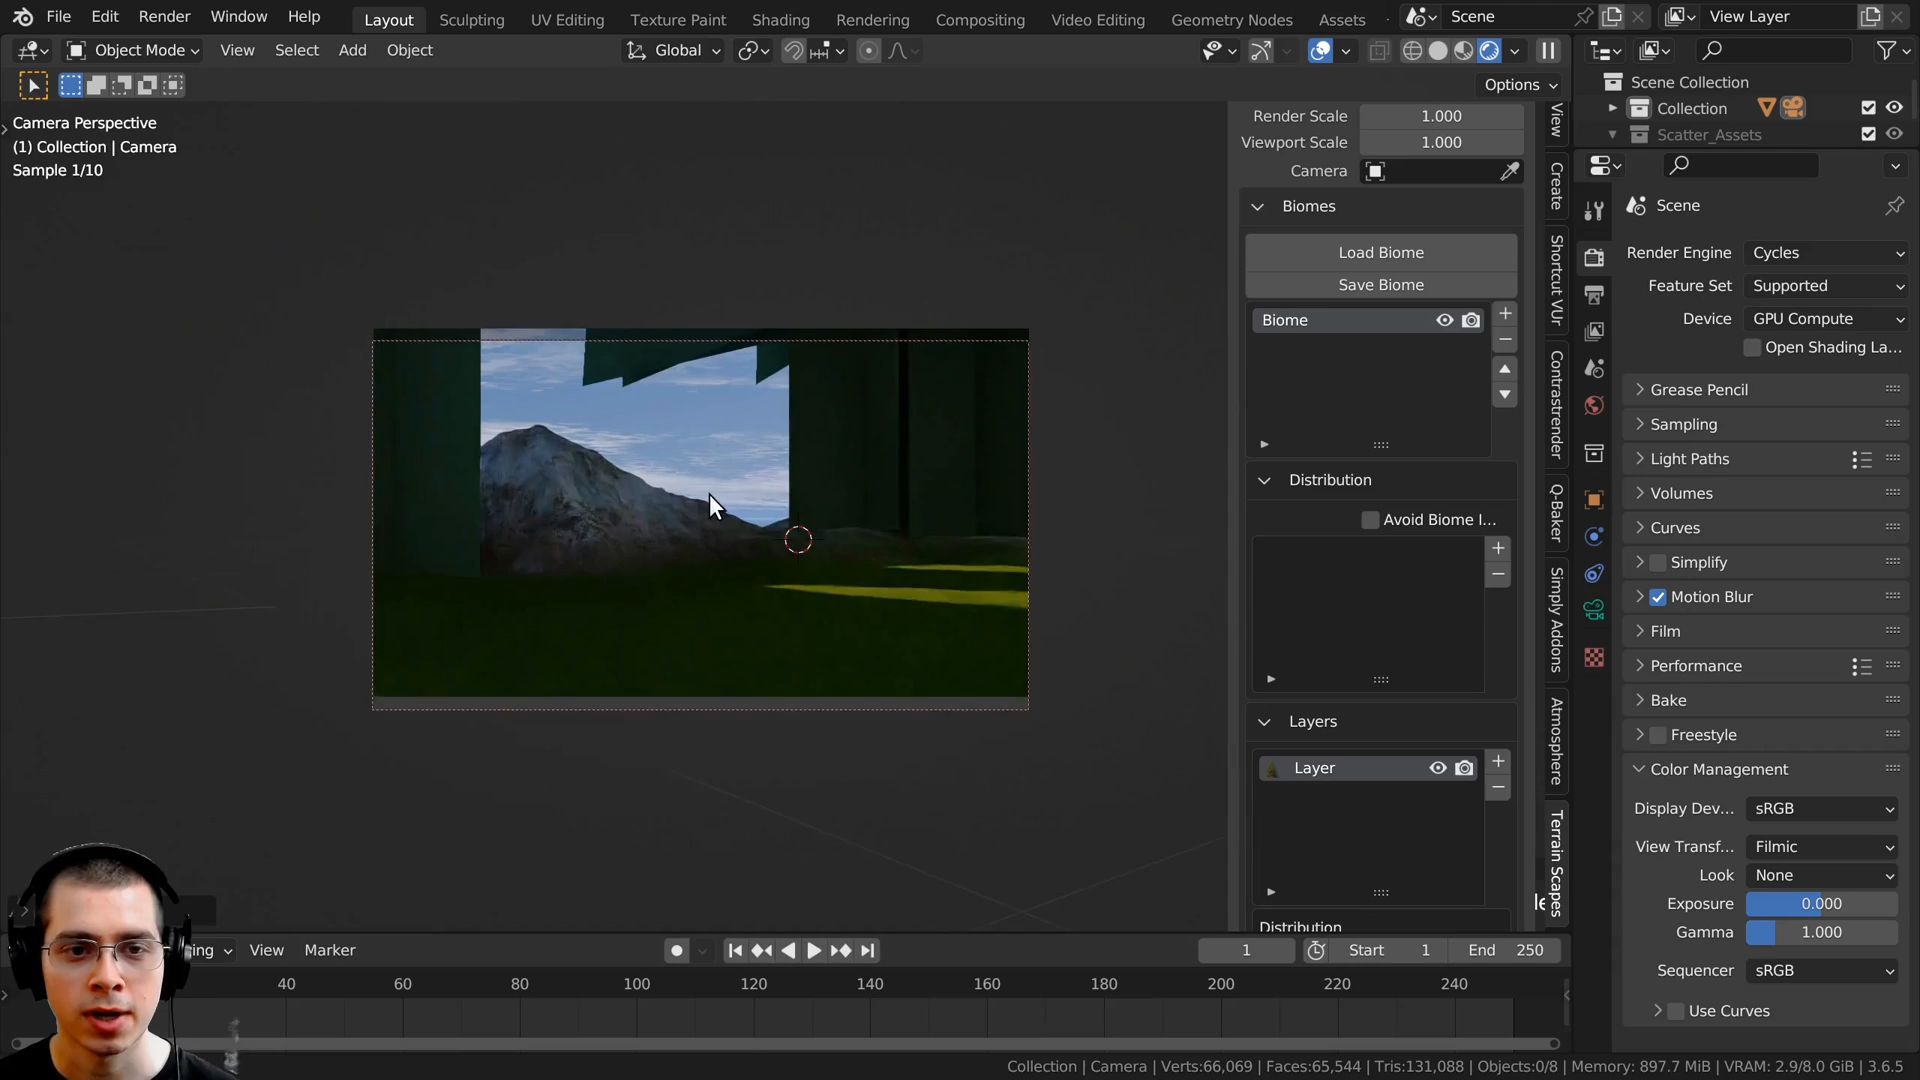 File Edit Render Window Help Layout Sculpting UV Editing Texture Paint Shading Rendering Compositing Video Editing Geometry Nodes Assets Scene View Layer
Object Mode View Select Add Object Global
Options
Camera Perspective
(1) Collection | Camera
Sample 1/10
Render Scale 1.000
Viewport Scale 1.000
Camera
Biomes
Load Biome
Save Biome
Biome
Distribution
Avoid Biome I...
Layers
Layer
Distribution
View
Create
Shortcut VUr
Contrastrender
Q-Baker
Simply Addons
Atmosphere
Terrain Scapes
Scene Collection
Collection
Scatter_Assets
Scene
Render Engine Cycles
Feature Set Supported
Device GPU Compute
Open Shading La...
Grease Pencil
Sampling
Light Paths
Volumes
Curves
Simplify
Motion Blur
Film
Performance
Bake
Freestyle
Color Management
Display Dev... sRGB
View Transf... Filmic
Look None
Exposure 0.000
Gamma 1.000
Sequencer sRGB
Use Curves
ing View Marker 1 Start 1 End 250
40 60 80 100 120 140 160 180 200 220 240
Collection | Camera | Verts:66,069 | Faces:65,544 | Tris:131,088 | Objects:0/8 | Memory: 897.7 MiB | VRAM: 2.9/8.0 GiB | 3.6.5